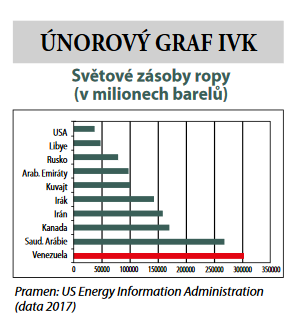 ÚNOROVÝ GRAF IVK
Světové zásoby ropy
(v milionech barelů)
USA
Libye
Rusko
Arab. Emiráty
Kuvajt
Irák
Irán
Kanada
Saud. Arábie
Venezuela
0 50000 100000 150000 200000 250000 300000 350000
Pramen: US Energy Information Administration
(data 2017)